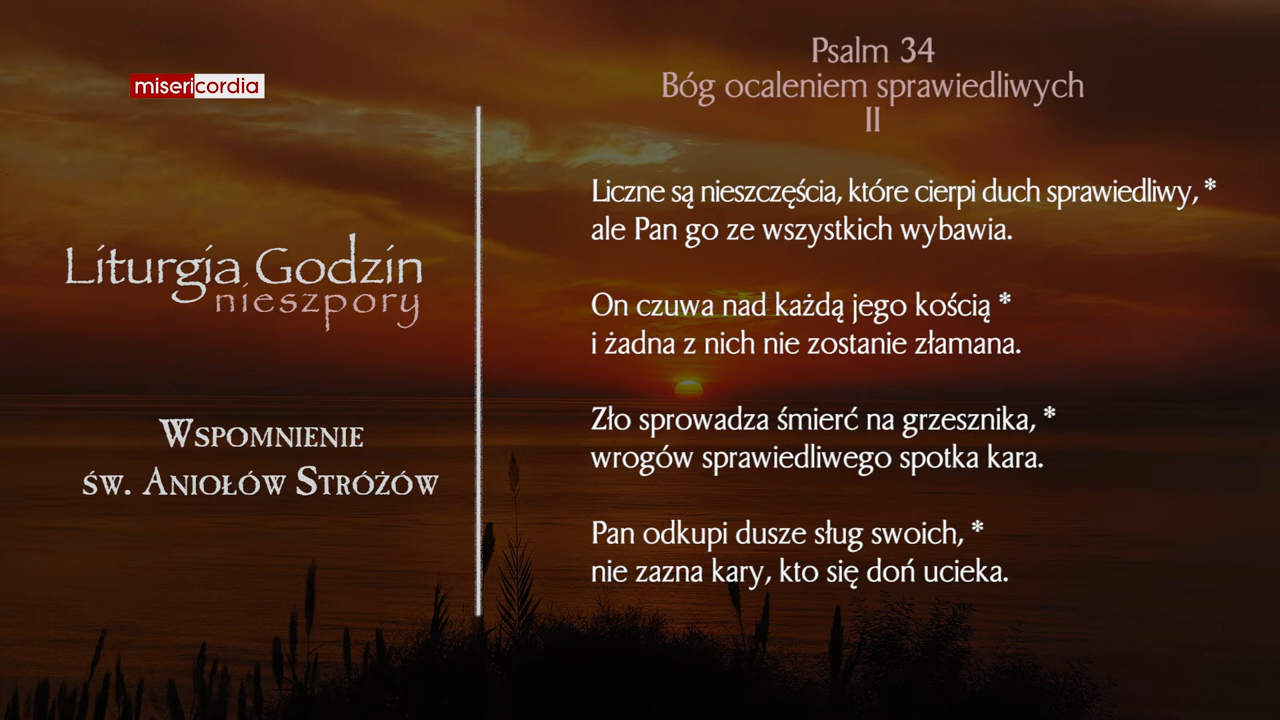 misericordia
Liturgia Godzin
nieszpory
Wspomnienie
św. Aniołów Stróżów
Psalm 34
Bóg ocaleniem sprawiedliwych
II
Liczne są nieszczęścia, które cierpi duch sprawiedliwy, *
ale Pan go ze wszystkich wybawia.
On czuwa nad każdą jego kością *
i żadna z nich nie zostanie złamana.
Zło sprowadza śmierć na grzesznika, *
wrogów sprawiedliwego spotka kara.
Pan odkupi dusze sług swoich, *
nie zazna kary, kto się doń ucieka.